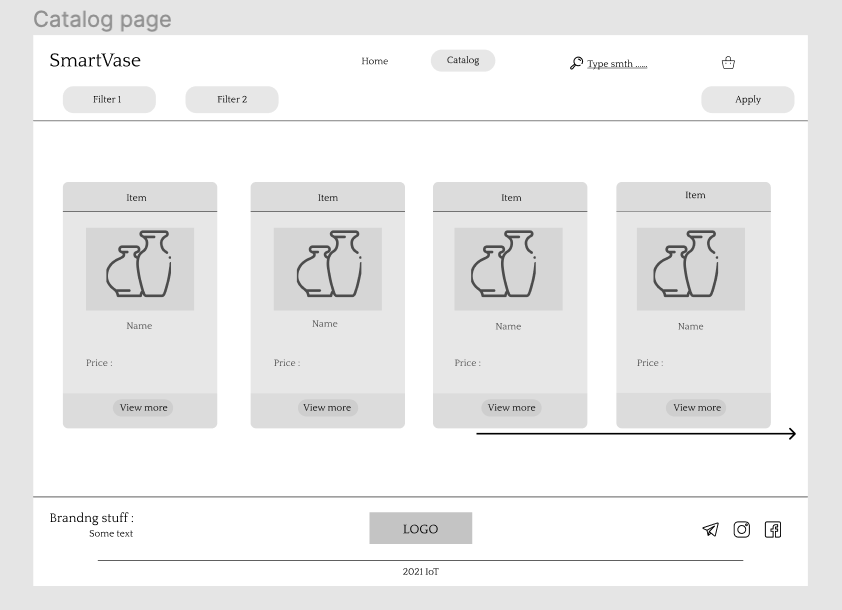 Catalog page
SmartVase
Home
Catalog
Type smth ......
Filter 1
Filter 2
Apply
Item
Item
Item
Item
Name
Name
Name
Name
Price :
Price :
Price :
Price :
View more
View more
View more
View more
Brandng stuff :
Some text
LOGO
2021 IoT